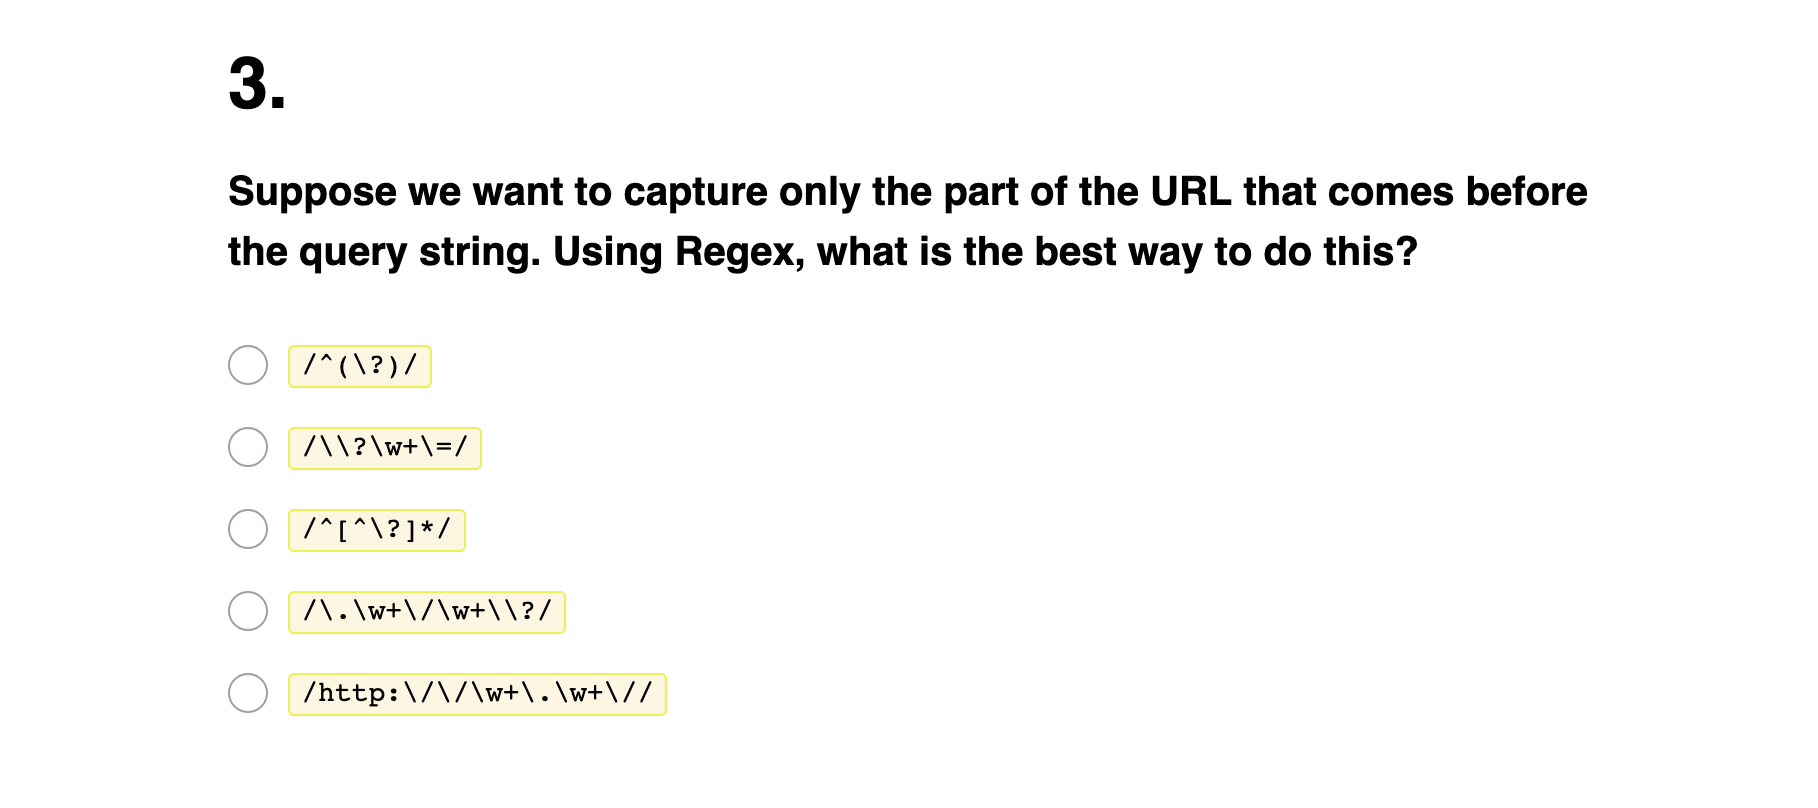 3.
Suppose we want to capture only the part of the URL that comes before
the query string. Using Regex, what is the best way to do this?
/^(\?)/
/\\?\w+\=/
/^[^\?]*/
/\.\w+\/\w+\\?/
/http:\/\/\w+\.\w+\//